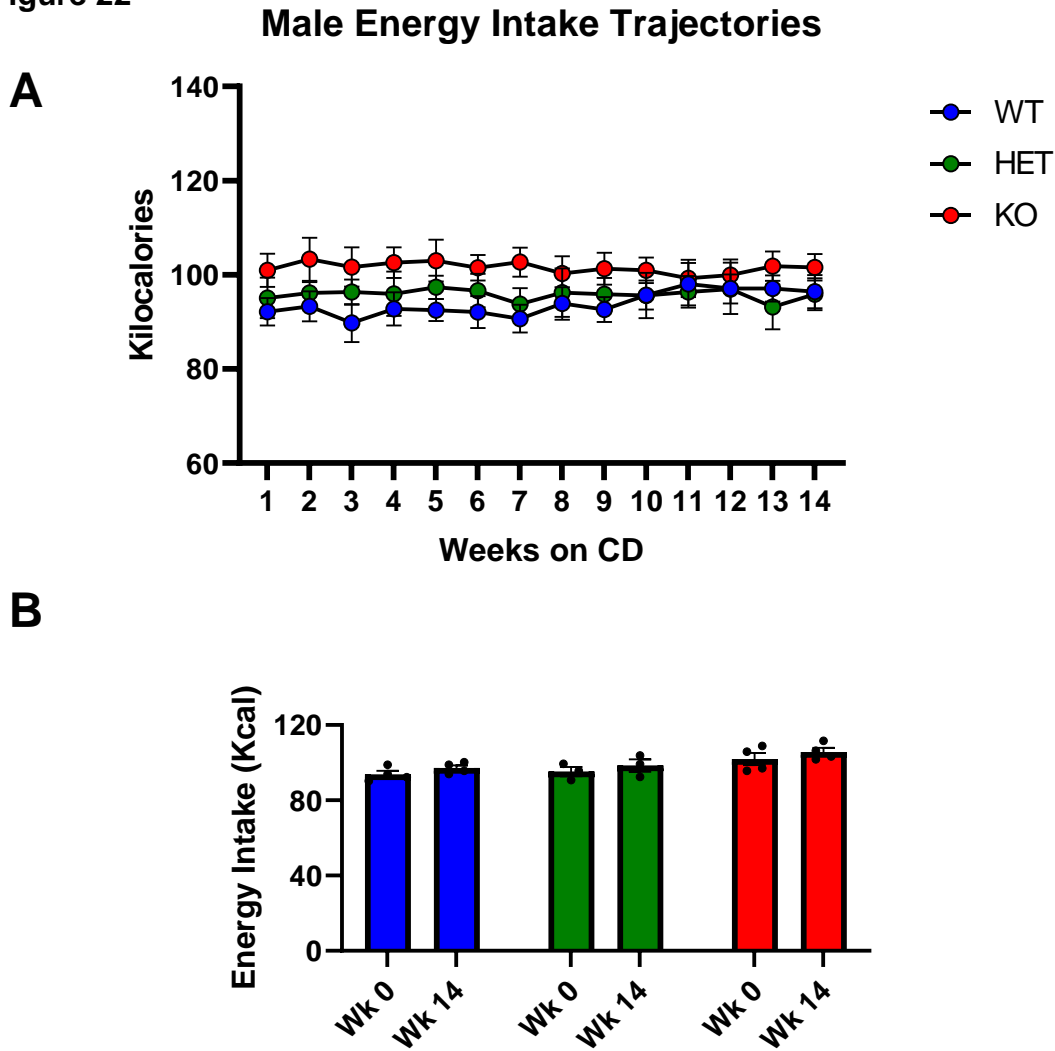 Male Energy Intake Trajectories
A
140
120
100
80
60
Kilocalories
1 2 3 4 5 6 7 8 9 10 11 12 13 14
Weeks on CD
WT
HET
KO
B
Energy Intake (Kcal)
120
80
40
0
Wk 0
Wk 14
Wk 0
Wk 14
Wk 0
Wk 14